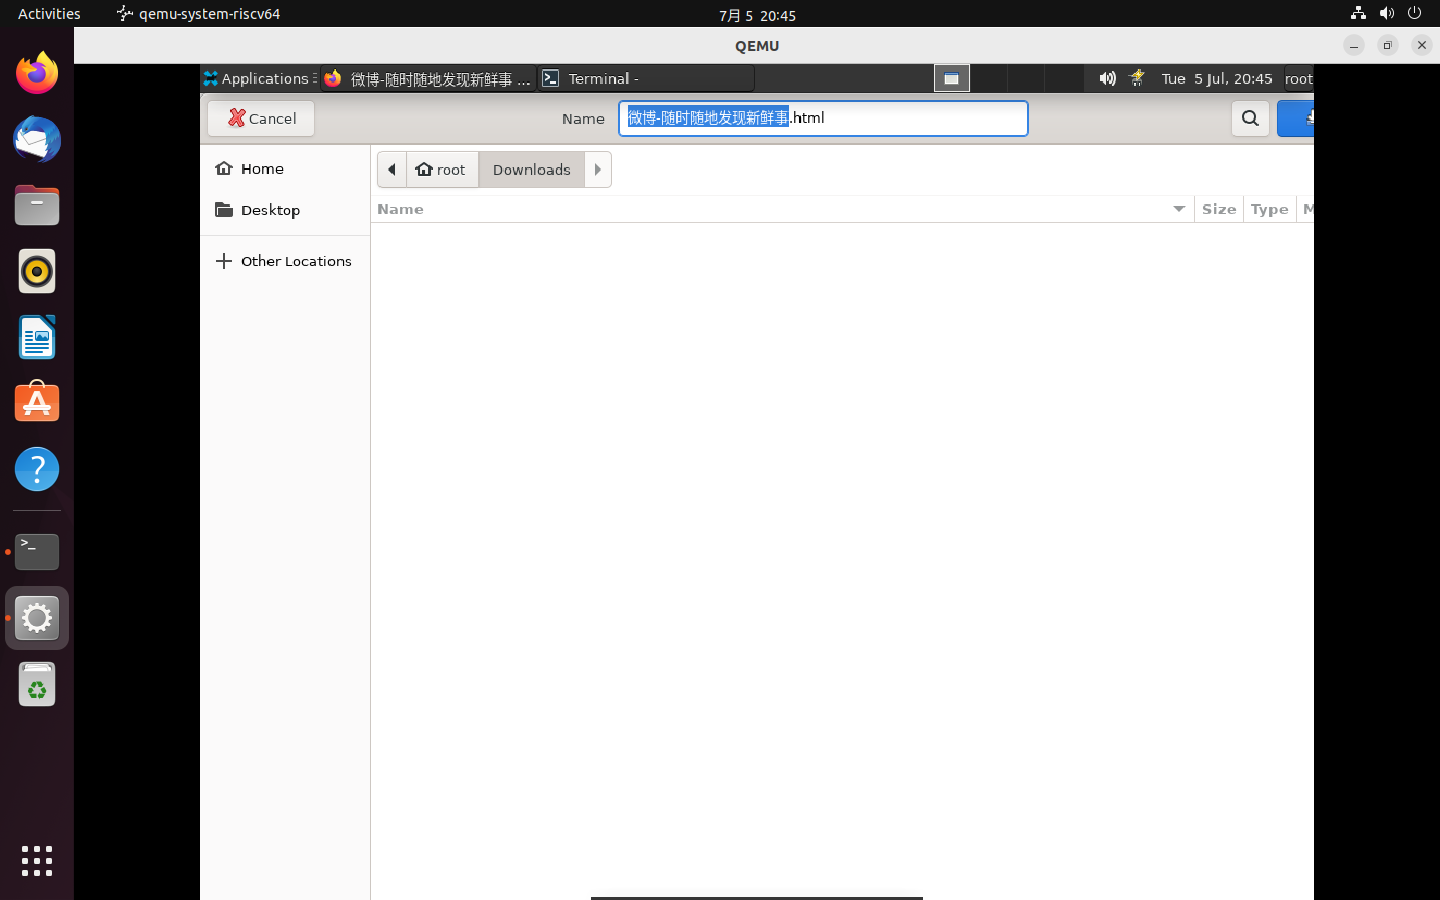 Activities
qemu-system-riscv64
7月 5 20:45
QEMU
Applications
微博-随时随地发现新鲜事 ...
Terminal -
Tue 5 Jul, 20:45
root
Cancel
Name
微博-随时随地发现新鲜事.html
Home
root
Downloads
Desktop
Name
Size
Type
M
Other Locations